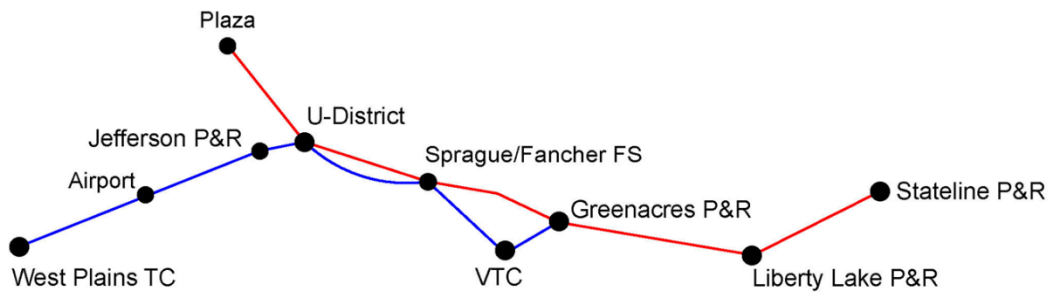 Plaza
U-District
Jefferson P&R
Sprague/Fancher FS
Airport
Stateline P&R
Greenacres P&R
West Plains TC
VTC
Liberty Lake P&R